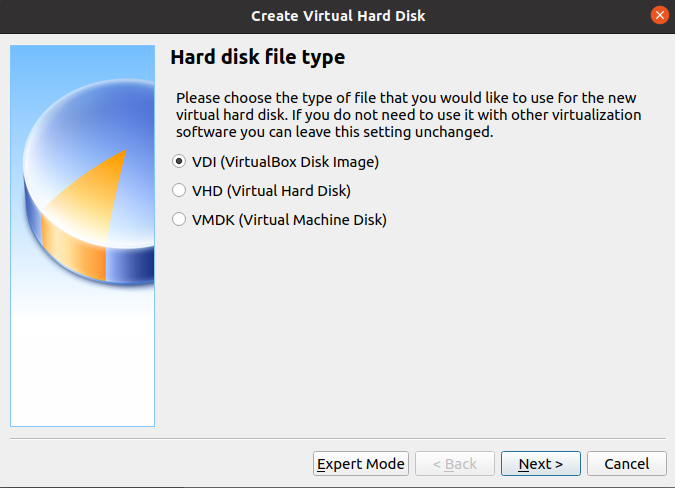 Create Virtual Hard Disk
Hard disk file type
Please choose the type of file that you would like to use for the new
virtual hard disk. If you do not need to use it with other virtualization
software you can leave this setting unchanged.
VDI (VirtualBox Disk Image)
VHD (Virtual Hard Disk)
VMDK (Virtual Machine Disk)
Expert Mode
< Back
Next >
Cancel